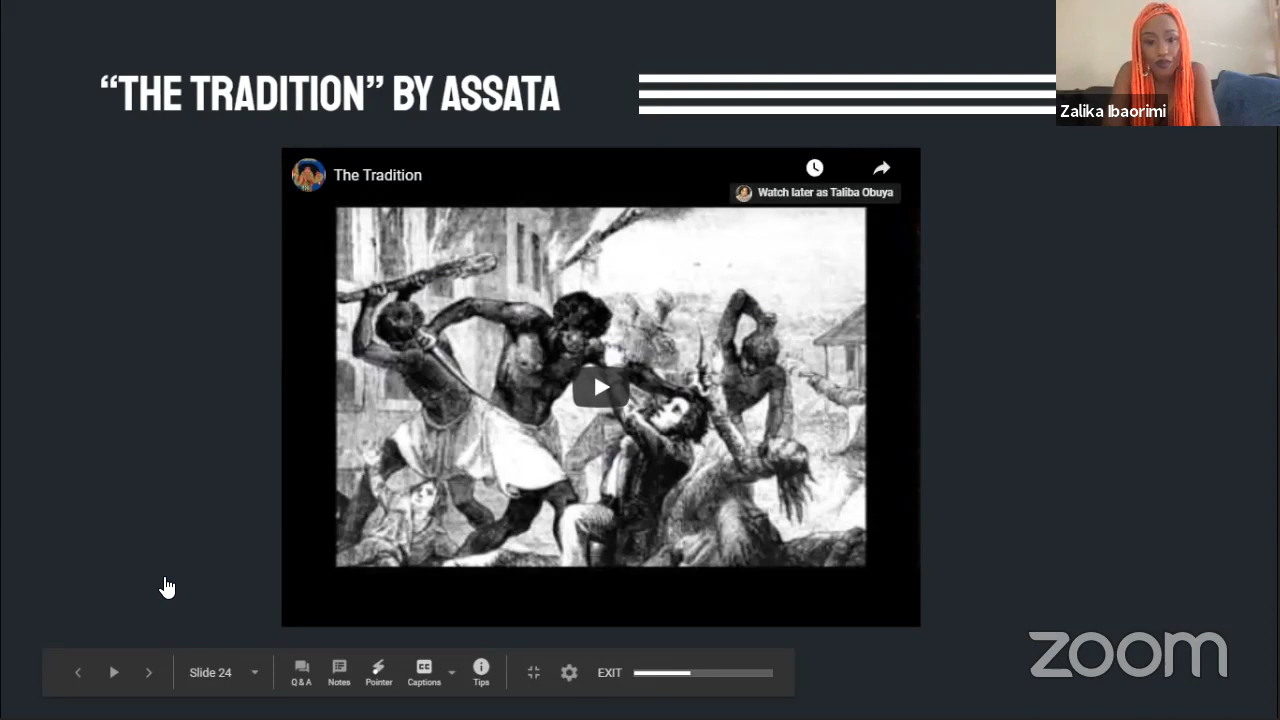 “THE TRADITION” BY ASSATA
Zalika Ibaorimi
The Tradition
Watch later as Taliba Obuya
Slide 24
Q & A
Notes
Pointer
CC
Captions
Tips
EXIT
zoom